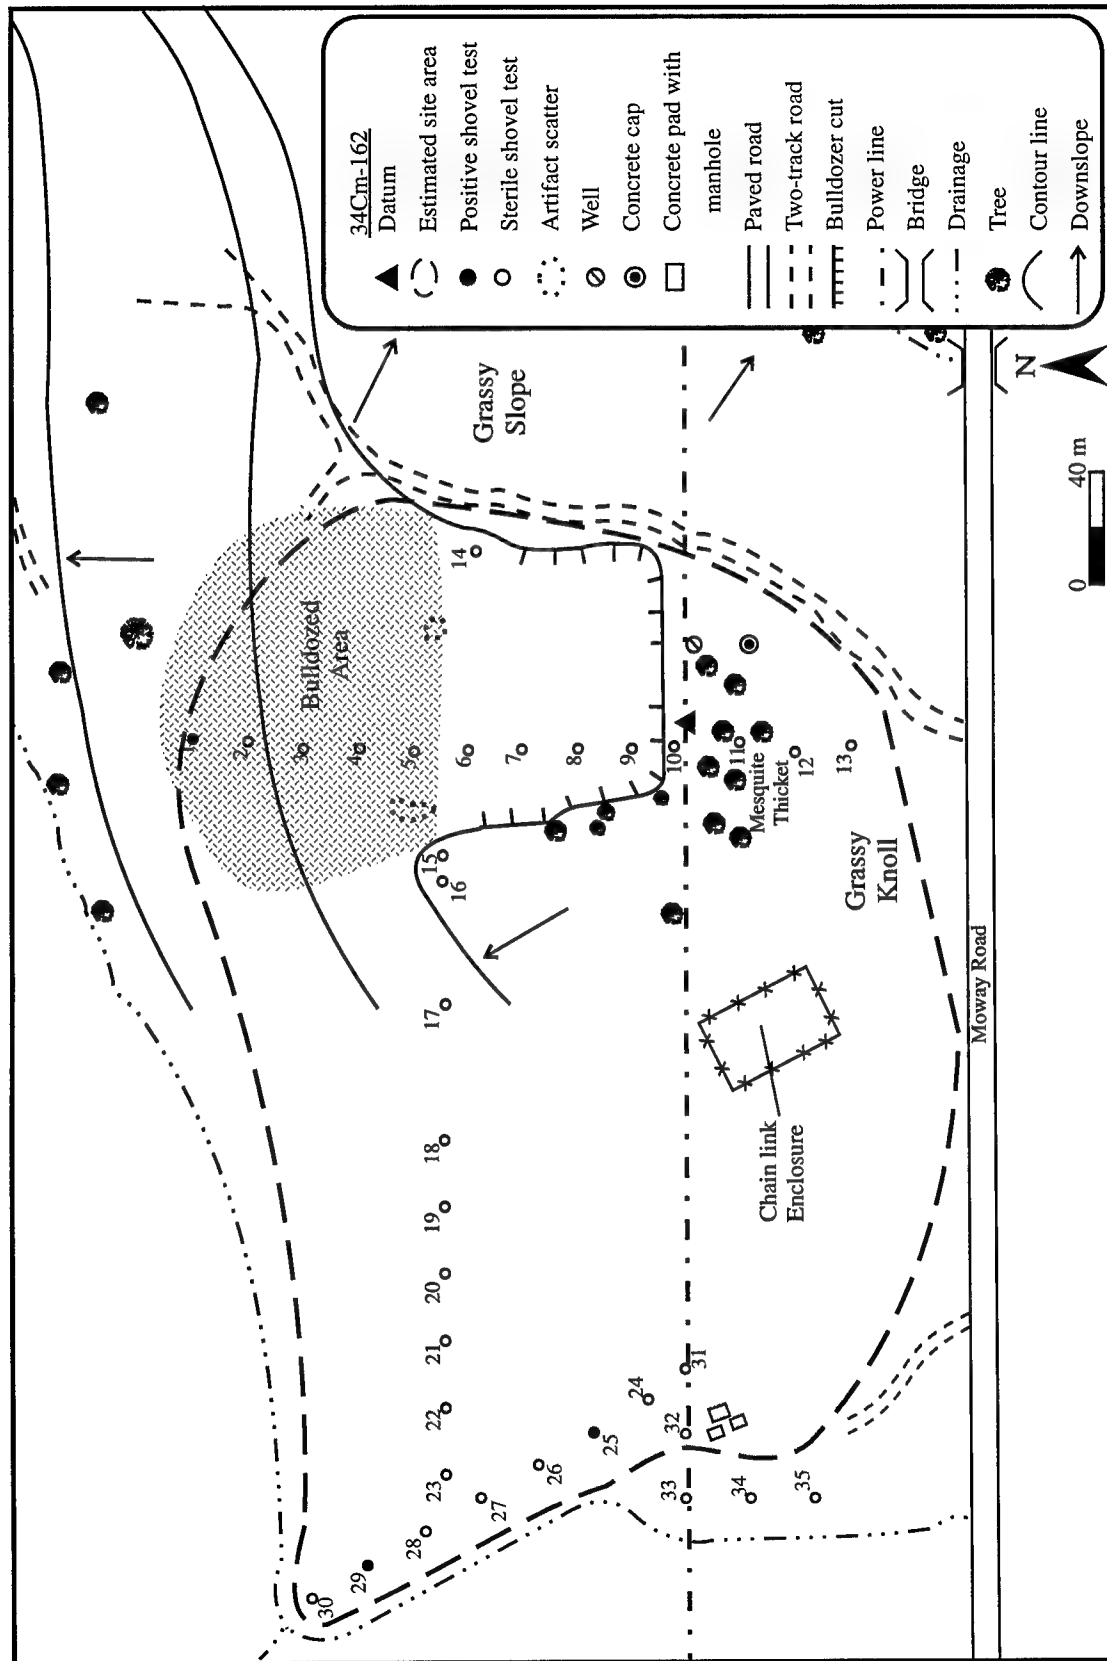 34Cm-162
Datum
Estimated site area
Positive shovel test
Sterile shovel test
Artifact scatter
Well
Concrete cap
Concrete pad with
manhole
Paved road
Two-track road
Bulldozer cut
Power line
Bridge
Drainage
Tree
Contour line
Downslope
Grassy
Slope
Bulldozed
Area
1
2
3
4
5
6
7
8
9
10
11
12
13
14
15
16
17
18
19
20
21
22
23
24
25
26
27
28
29
30
31
32
33
34
35
Mesquite
Thicket
Grassy
Knoll
Chain link
Enclosure
Moway Road
N
0
40 m